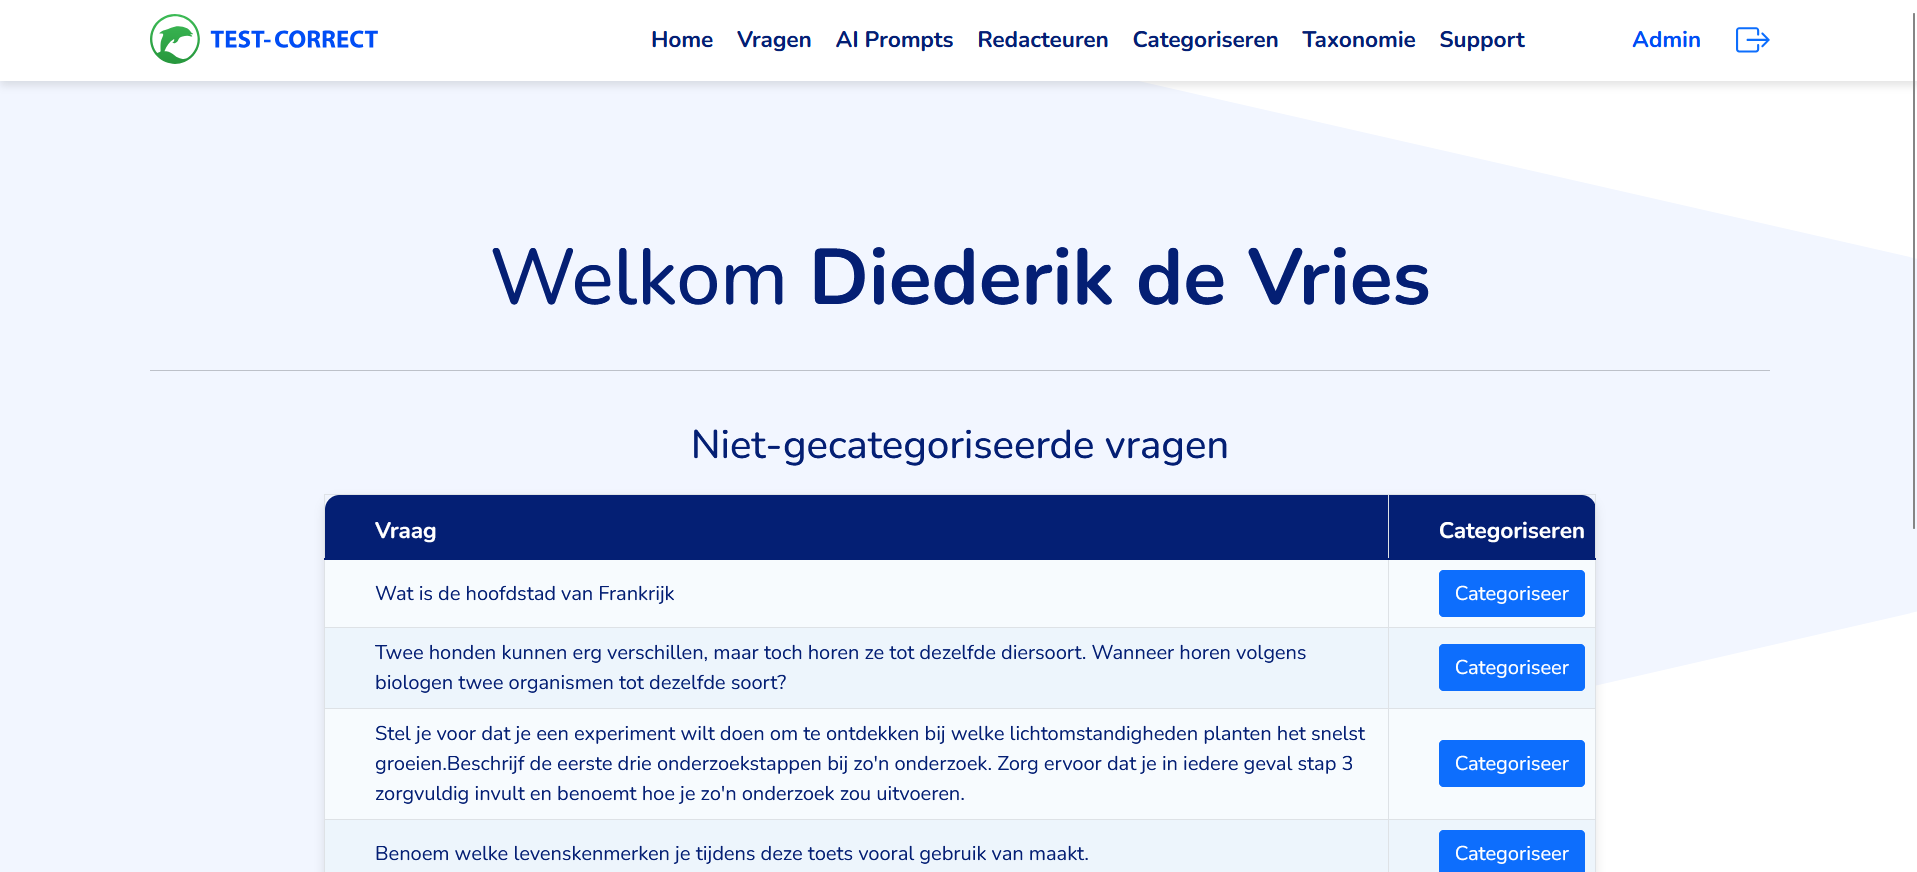 TEST-CORRECT
Home Vragen AI Prompts Redacteuren Categoriseren Taxonomie Support Admin
Welkom Diederik de Vries
Niet-gecategoriseerde vragen
Vraag Categoriseren
Wat is de hoofdstad van Frankrijk Categoriseer
Twee honden kunnen erg verschillen, maar toch horen ze tot dezelfde diersoort. Wanneer horen volgens
biologen twee organismen tot dezelfde soort?
Categoriseer
Stel je voor dat je een experiment wilt doen om te ontdekken bij welke lichtomstandigheden planten het snelst
groeien.Beschrijf de eerste drie onderzoekstappen bij zo'n onderzoek. Zorg ervoor dat je in iedere geval stap 3
zorgvuldig invult en benoemt hoe je zo'n onderzoek zou uitvoeren.
Categoriseer
Benoem welke levenskenmerken je tijdens deze toets vooral gebruik van maakt. Categoriseer